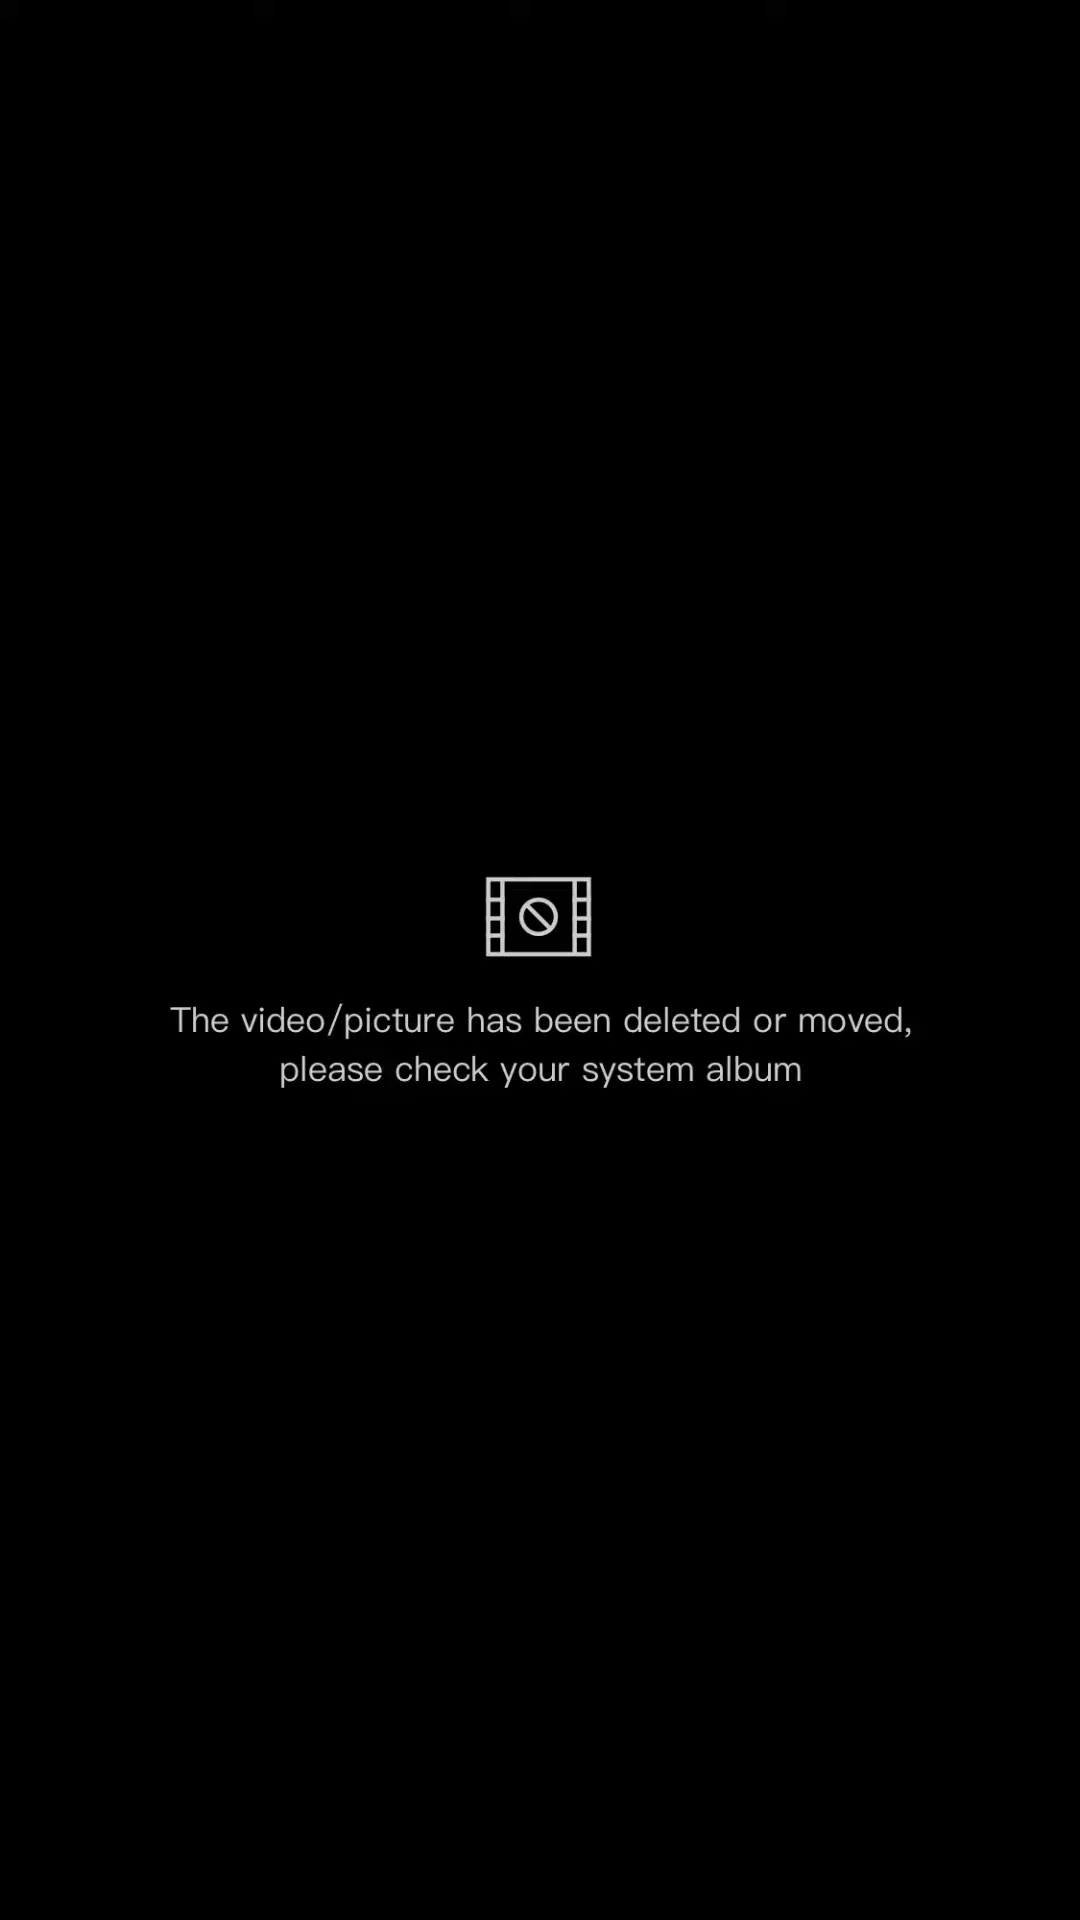 The video/picture has been deleted or moved,
please check your system album